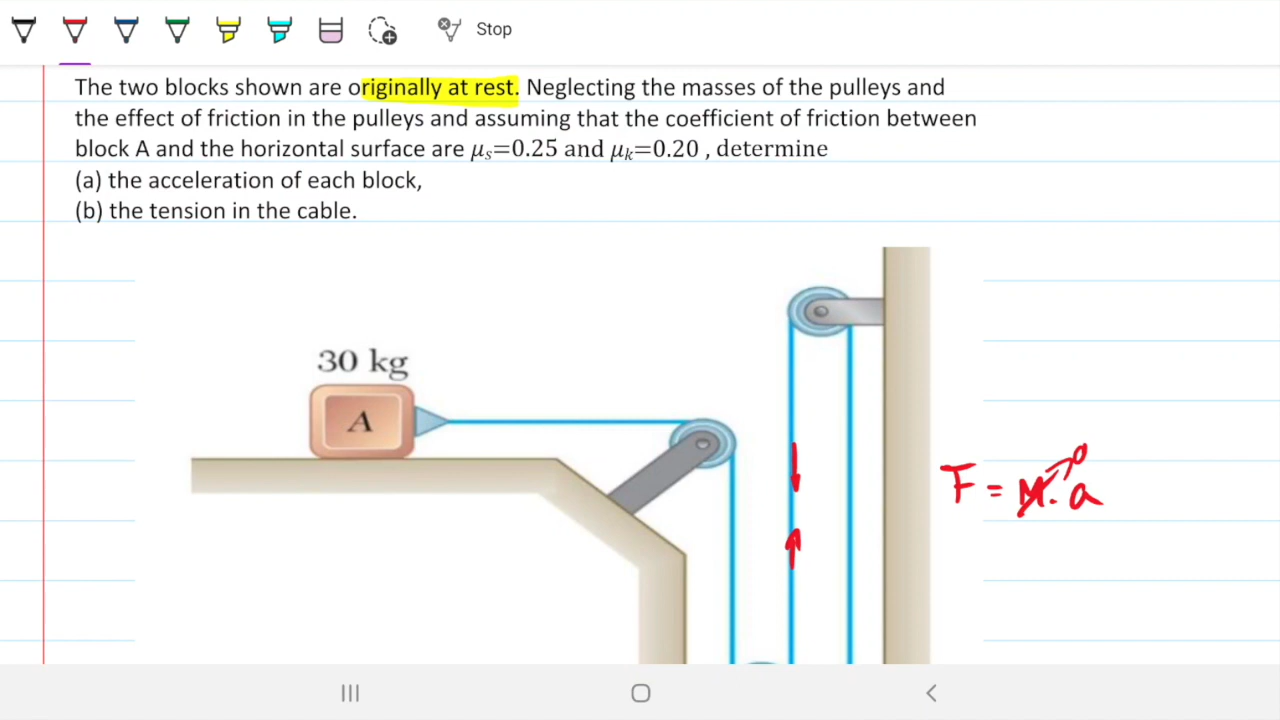 Stop
The two blocks shown are originally at rest. Neglecting the masses of the pulleys and
the effect of friction in the pulleys and assuming that the coefficient of friction between
block A and the horizontal surface are μₛ=0.25 and μₖ=0.20 , determine
(a) the acceleration of each block,
(b) the tension in the cable.
30 kg
A
F = M. a
0